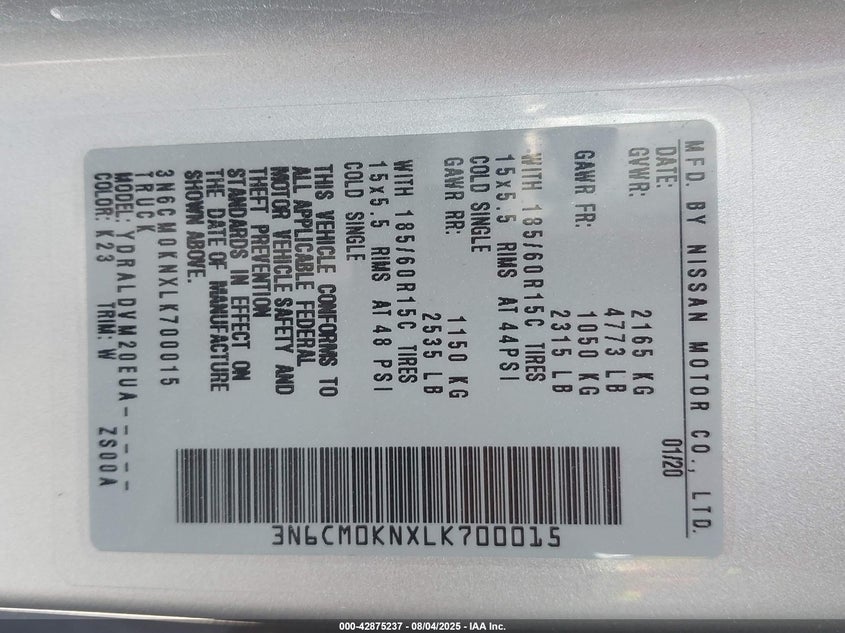 MFD. BY NISSAN MOTOR CO., LTD.
DATE: 01/20
GVWR: 2165 KG
4773 LB
GAWR FR: 1050 KG
2315 LB
WITH 185/60R15C TIRES
15x5.5 RIMS AT 44PSI
COLD SINGLE
GAWR RR: 1150 KG
2535 LB
WITH 185/60R15C TIRES
15x5.5 RIMS AT 48 PSI
COLD SINGLE
THIS VEHICLE CONFORMS TO
ALL APPLICABLE FEDERAL
MOTOR VEHICLE SAFETY AND
THEFT PREVENTION
STANDARDS IN EFFECT ON
THE DATE OF MANUFACTURE
SHOWN ABOVE.
3N6CM0KNXLK700015
TRUCK
MODEL: YDRALDVM20EUA-----
COLOR: K23 TRIM: W ZS00A
3N6CM0KNXLK700015
000-42875237 - 08/04/2025 - IAA Inc.